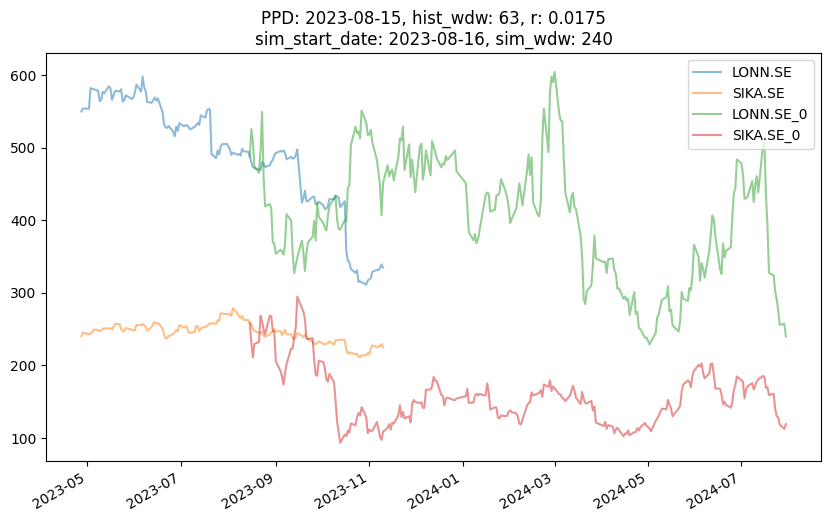 PPD: 2023-08-15, hist_wdw: 63, r: 0.0175
sim_start_date: 2023-08-16, sim_wdw: 240
LONN.SE
SIKA.SE
LONN.SE_0
SIKA.SE_0
600
500
400
300
200
100
2023-05
2023-07
2023-09
2023-11
2024-01
2024-03
2024-05
2024-07